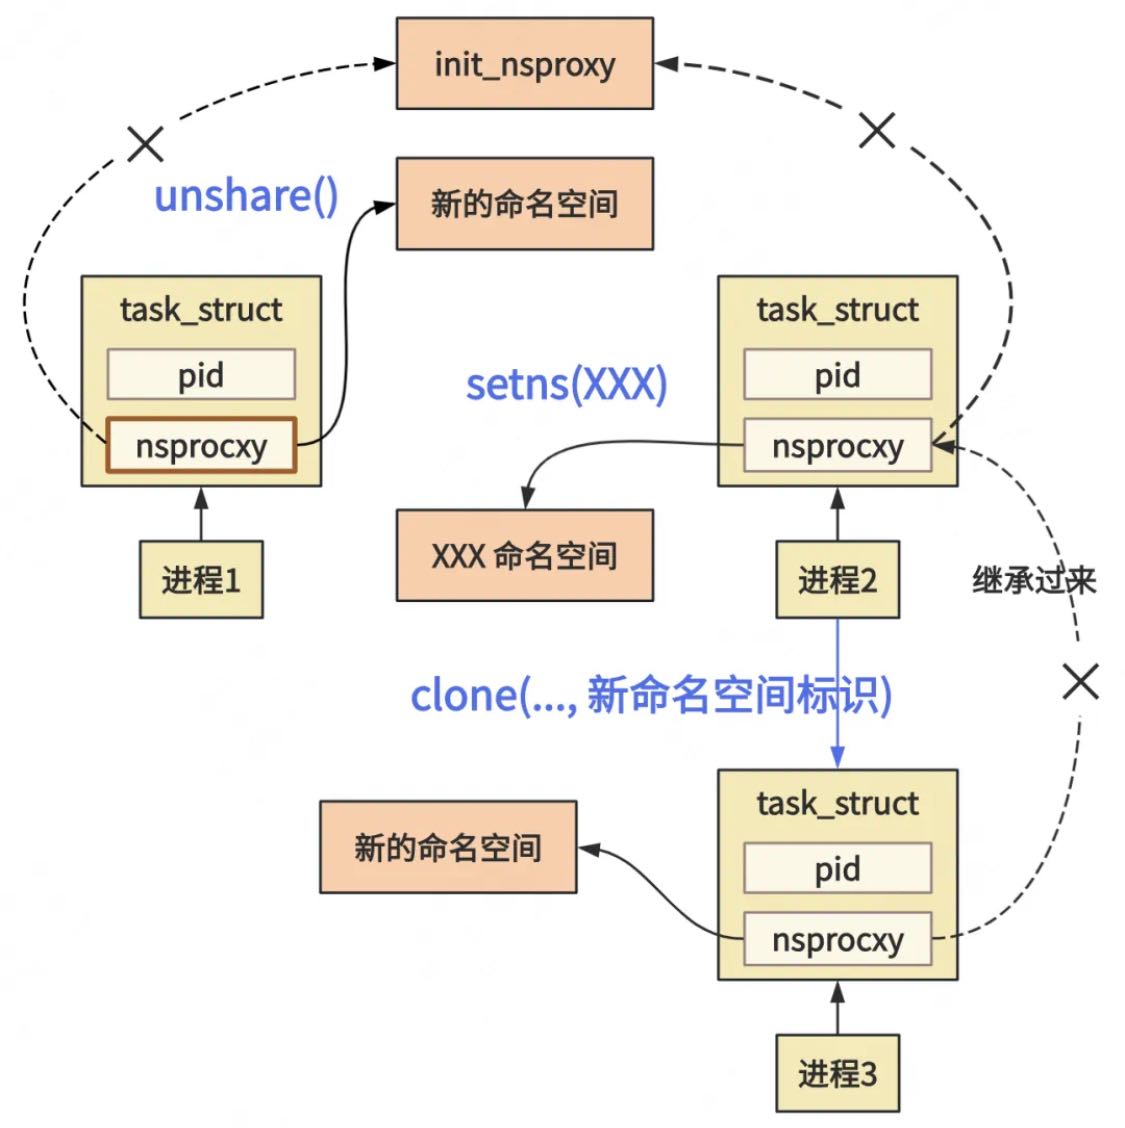 init_nsproxy
unshare()
新的命名空间
task_struct
pid
nsprocxy
进程1
task_struct
pid
nsprocxy
setns(XXX)
XXX 命名空间
进程2
继承过来
clone(..., 新命名空间标识)
新的命名空间
task_struct
pid
nsprocxy
进程3